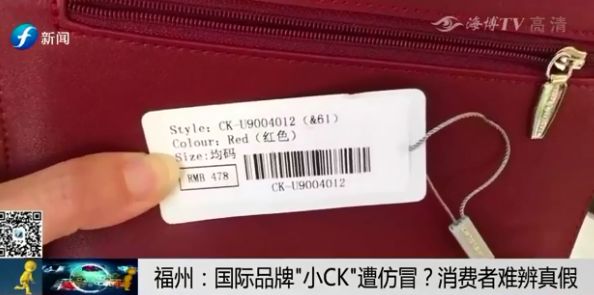 新闻
海博TV 高清
Style: CK-U9004012（&61）
Colour: Red（红色）
Size:均码
RMB 478
CK-U9004012
福州：国际品牌"小CK"遭仿冒？消费者难辨真假